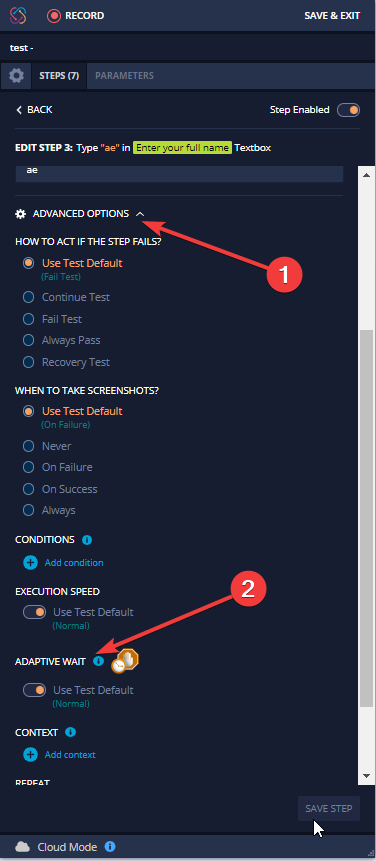 RECORD
SAVE & EXIT
test -
STEPS (7)
PARAMETERS
BACK
Step Enabled
EDIT STEP 3: Type "ae" in Enter your full name Textbox
ae
ADVANCED OPTIONS
1
HOW TO ACT IF THE STEP FAILS?
Use Test Default
(Fail Test)
Continue Test
Fail Test
Always Pass
Recovery Test
WHEN TO TAKE SCREENSHOTS?
Use Test Default
(On Failure)
Never
On Failure
On Success
Always
CONDITIONS
Add condition
EXECUTION SPEED
2
Use Test Default
(Normal)
ADAPTIVE WAIT
Use Test Default
(Normal)
CONTEXT
Add context
REPEAT
SAVE STEP
Cloud Mode